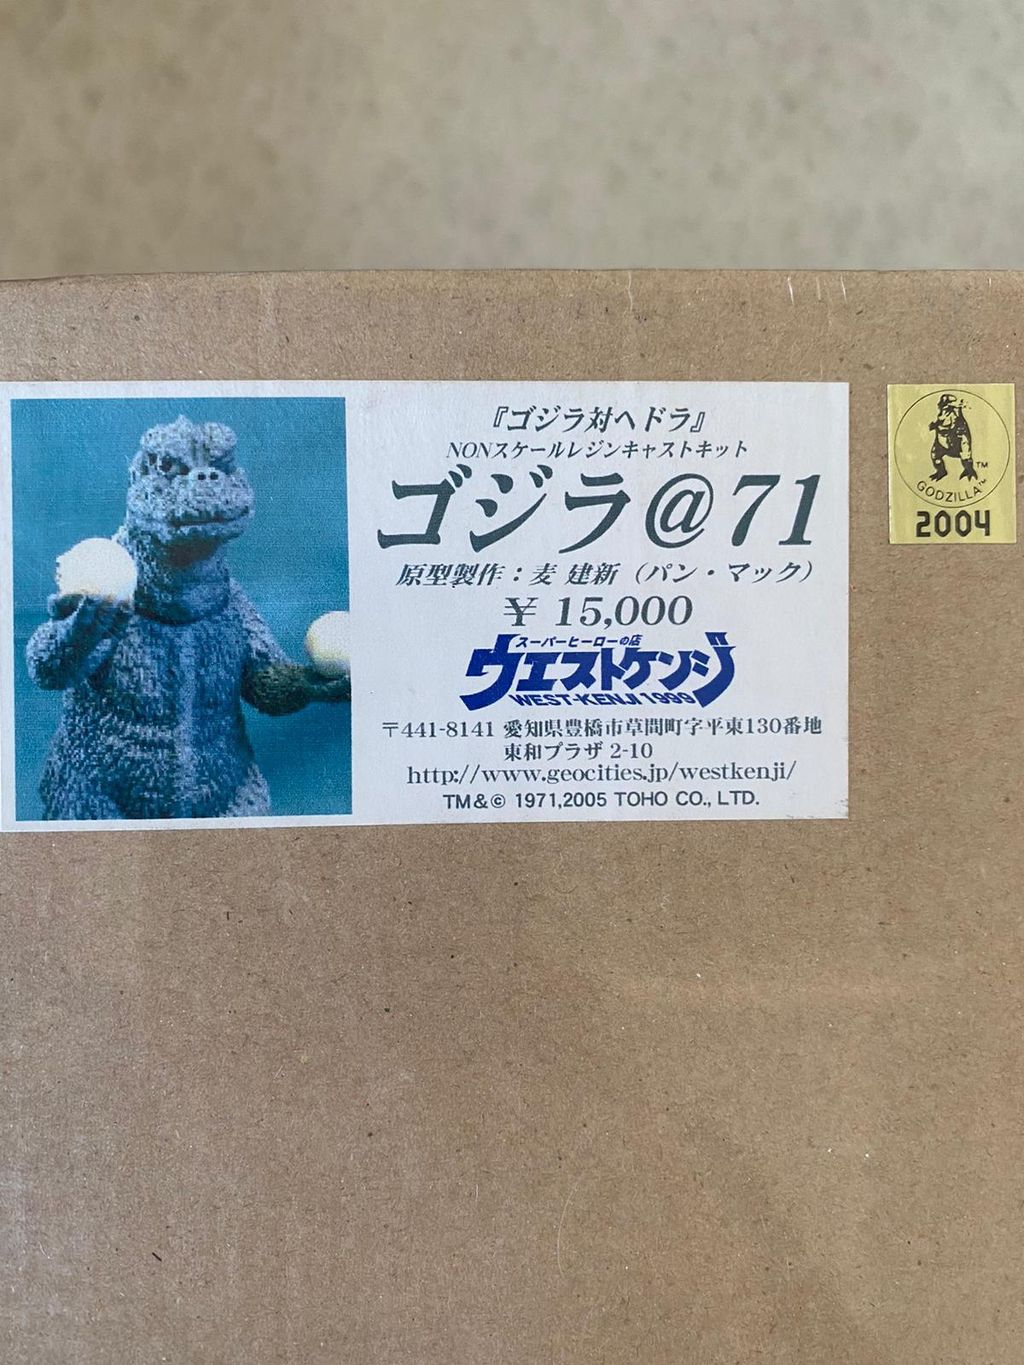 『ゴジラ対ヘドラ』
NONスケールレジンキャストキット
ゴジラ@71
原型製作：麦 建新（パン・マック）
￥ 15,000
スーパーヒーローの店
ウエストケンジ
WEST-KENJI 1999
〒441-8141 愛知県豊橋市草間町字平東130番地
東和プラザ 2-10
http://www.geocities.jp/westkenji/
TM&© 1971,2005 TOHO CO., LTD.
TM
GODZILLA™
2004